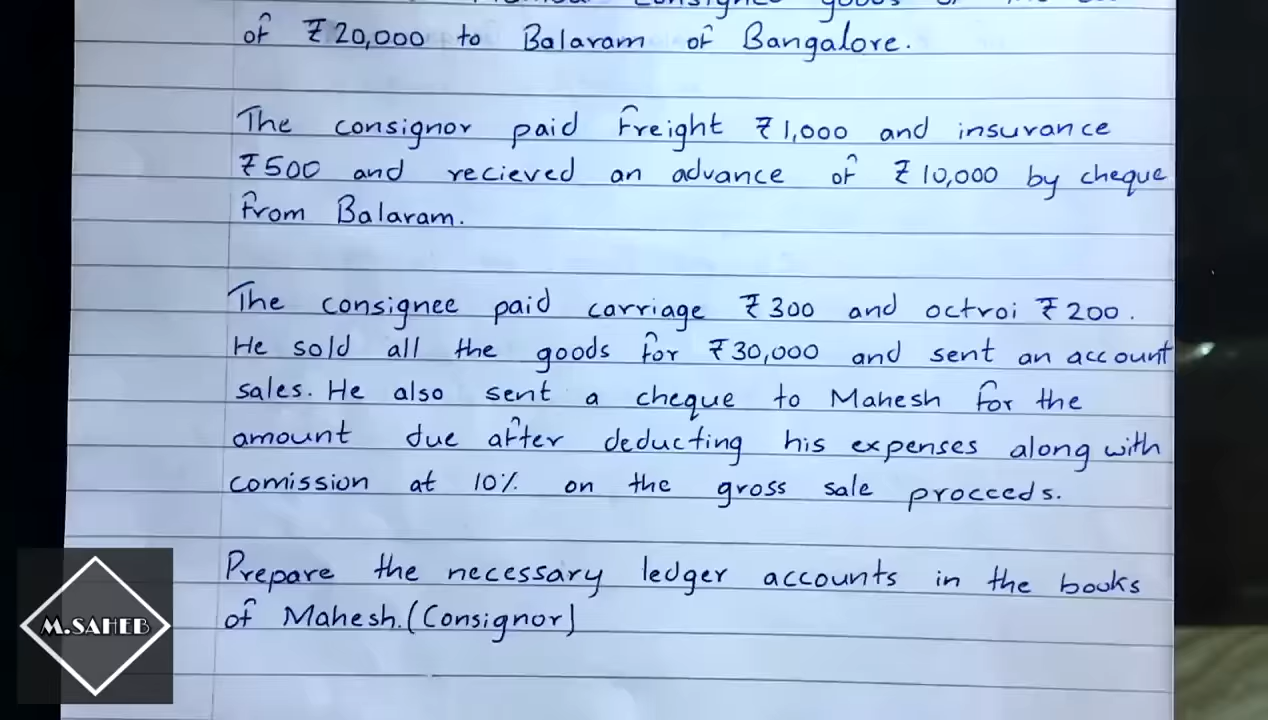 consignee goods
of ₹20,000 to Balaram of Bangalore.
The consignor paid freight ₹1,000 and insurance
₹500 and recieved an advance of ₹10,000 by cheque
from Balaram.
The consignee paid carriage ₹300 and octroi ₹200.
He sold all the goods for ₹30,000 and sent an account
sales. He also sent a cheque to Mahesh for the
amount due after deducting his expenses along with
comission at 10% on the gross sale proceeds.
Prepare the necessary ledger accounts in the books
of Mahesh. (Consignor)
M.SAHEB